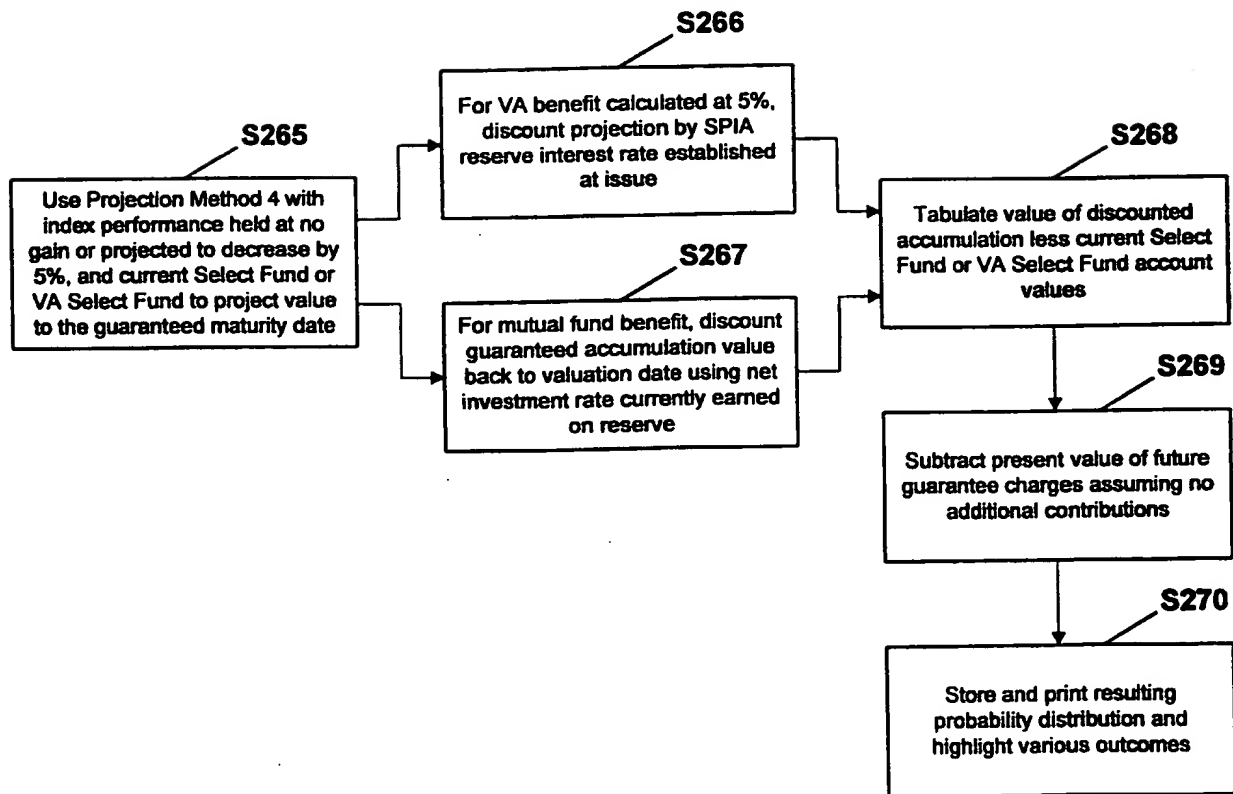 S265
Use Projection Method 4 with
index performance held at no
gain or projected to decrease by
5%, and current Select Fund or
VA Select Fund to project value
to the guaranteed maturity date
S266
For VA benefit calculated at 5%,
discount projection by SPIA
reserve interest rate established
at issue
S267
For mutual fund benefit, discount
guaranteed accumulation value
back to valuation date using net
investment rate currently earned
on reserve
S268
Tabulate value of discounted
accumulation less current Select
Fund or VA Select Fund account
values
S269
Subtract present value of future
guarantee charges assuming no
additional contributions
S270
Store and print resulting
probability distribution and
highlight various outcomes